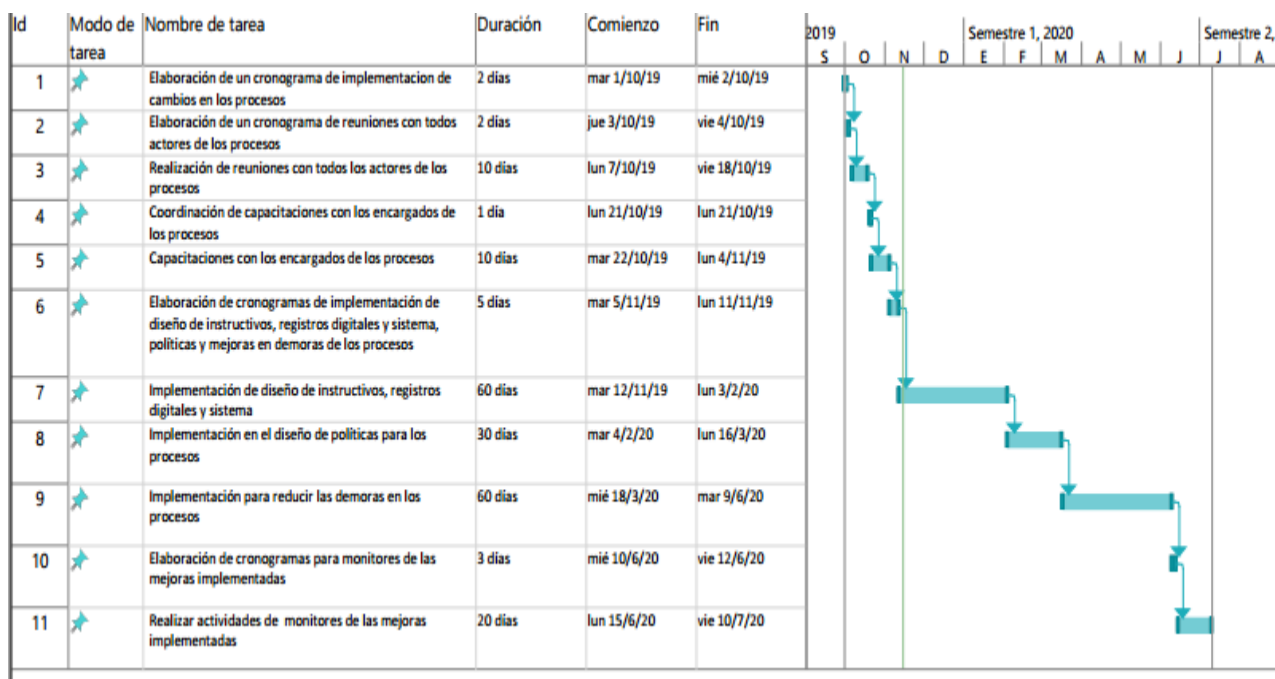 Id Modo de tarea Nombre de tarea Duración Comienzo Fin
2019 Semestre 1, 2020 Semestre 2,
S O N D E F M A M J J A
1 Elaboración de un cronograma de implementacion de 2 días mar 1/10/19 mié 2/10/19
cambios en los procesos
2 Elaboración de un cronograma de reuniones con todos 2 días jue 3/10/19 vie 4/10/19
actores de los procesos
3 Realización de reuniones con todos los actores de los 10 días lun 7/10/19 vie 18/10/19
procesos
4 Coordinación de capacitaciones con los encargados de 1 día lun 21/10/19 lun 21/10/19
los procesos
5 Capacitaciones con los encargados de los procesos 10 días mar 22/10/19 lun 4/11/19
6 Elaboración de cronogramas de implementación de 5 días mar 5/11/19 lun 11/11/19
diseño de instructivos, registros digitales y sistema,
políticas y mejoras en demoras de los procesos
7 Implementación de diseño de instructivos, registros 60 días mar 12/11/19 lun 3/2/20
digitales y sistema
8 Implementación en el diseño de políticas para los 30 días mar 4/2/20 lun 16/3/20
procesos
9 Implementación para reducir las demoras en los 60 días mié 18/3/20 mar 9/6/20
procesos
10 Elaboración de cronogramas para monitores de las 3 días mié 10/6/20 vie 12/6/20
mejoras implementadas
11 Realizar actividades de monitores de las mejoras 20 días lun 15/6/20 vie 10/7/20
implementadas